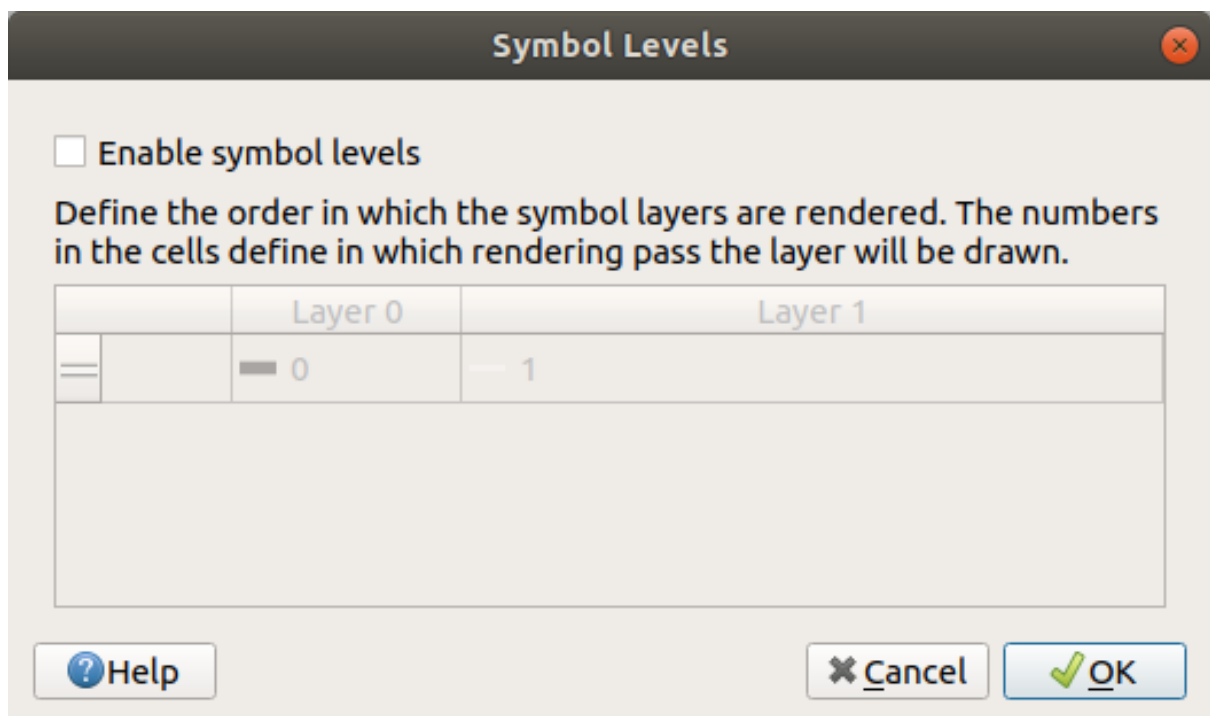 Symbol Levels
Enable symbol levels
Define the order in which the symbol layers are rendered. The numbers
in the cells define in which rendering pass the layer will be drawn.
Layer 0 Layer 1
0 1
Help Cancel OK